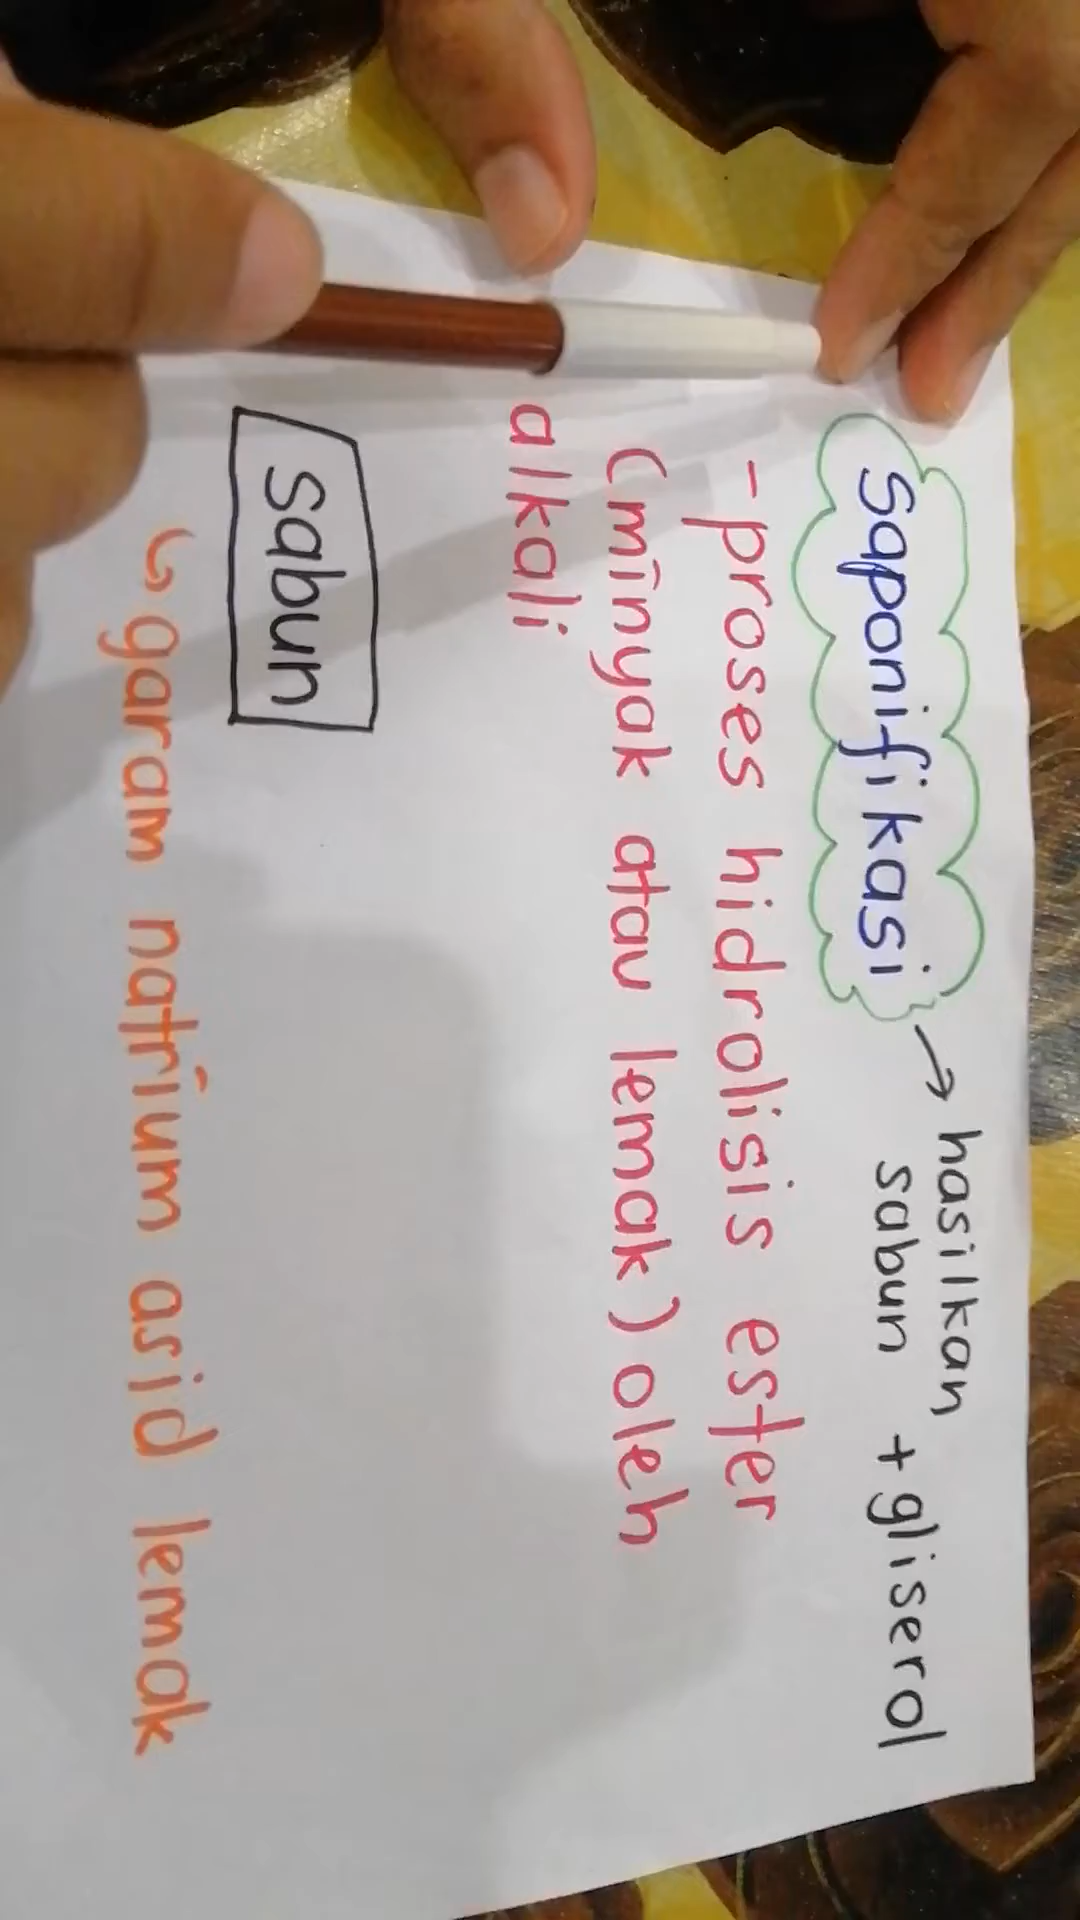 Saponifikasi → hasilkan
sabun + gliserol
- proses hidrolisis ester
(minyak atau lemak) oleh
alkali
sabun
↳ garam natrium asid lemak